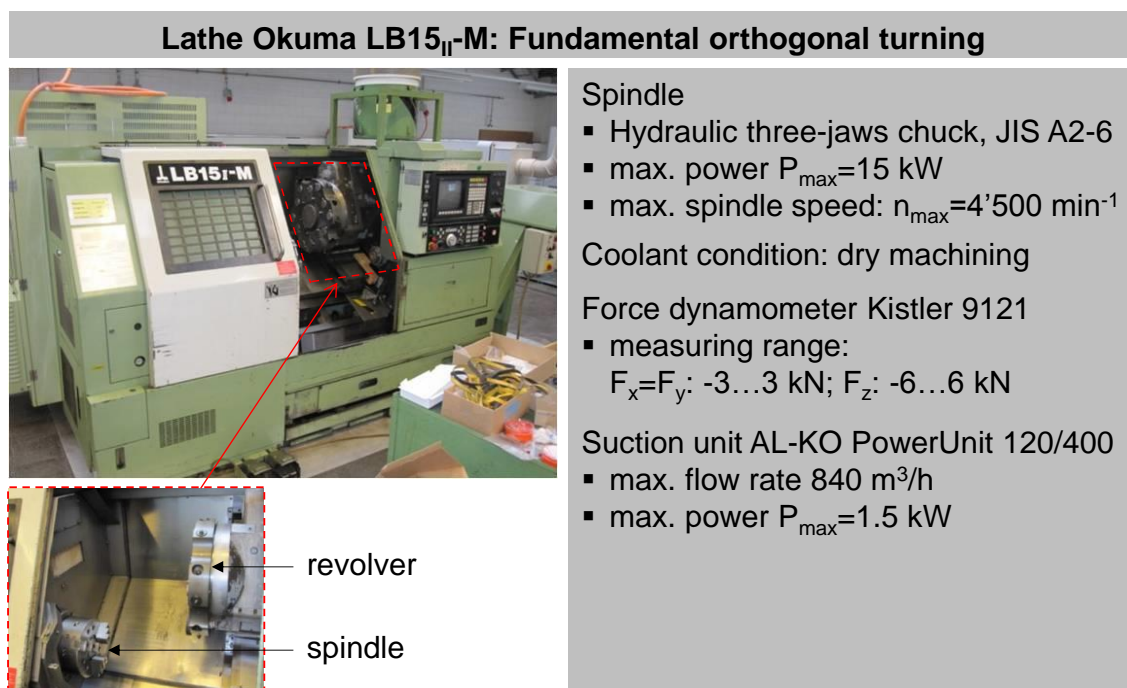 Lathe Okuma LB15II-M: Fundamental orthogonal turning
LB15II-M
Spindle
▪ Hydraulic three-jaws chuck, JIS A2-6
▪ max. power Pmax=15 kW
▪ max. spindle speed: nmax=4’500 min-1
Coolant condition: dry machining
Force dynamometer Kistler 9121
▪ measuring range:
Fx=Fy: -3…3 kN; Fz: -6…6 kN
Suction unit AL-KO PowerUnit 120/400
▪ max. flow rate 840 m³/h
▪ max. power Pmax=1.5 kW
revolver
spindle